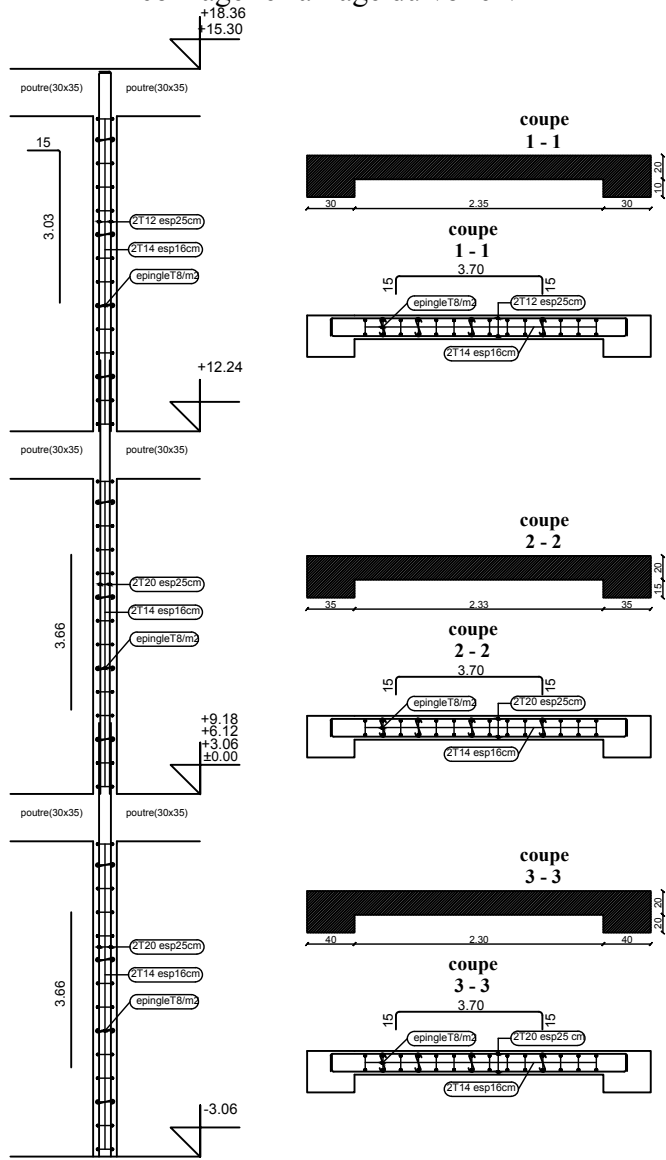 +18.36
+15.30
poutre(30x35)
poutre(30x35)
15
3.03
2T12 esp25cm
2T14 esp16cm
epingleT8/m2
+12.24
poutre(30x35)
poutre(30x35)
3.66
2T20 esp25cm
2T14 esp16cm
epingleT8/m2
+9.18
+6.12
+3.06
±0.00
poutre(30x35)
poutre(30x35)
3.66
2T20 esp25cm
2T14 esp16cm
epingleT8/m2
-3.06
coupe
1 - 1
20
10
30
2.35
30
coupe
1 - 1
3.70
15
15
epingleT8/m2
2T12 esp25cm
2T14 esp16cm
coupe
2 - 2
20
15
35
2.33
35
coupe
2 - 2
3.70
15
15
epingleT8/m2
2T20 esp25cm
2T14 esp16cm
coupe
3 - 3
20
20
40
2.30
40
coupe
3 - 3
3.70
15
15
epingleT8/m2
2T20 esp25 cm
2T14 esp16cm